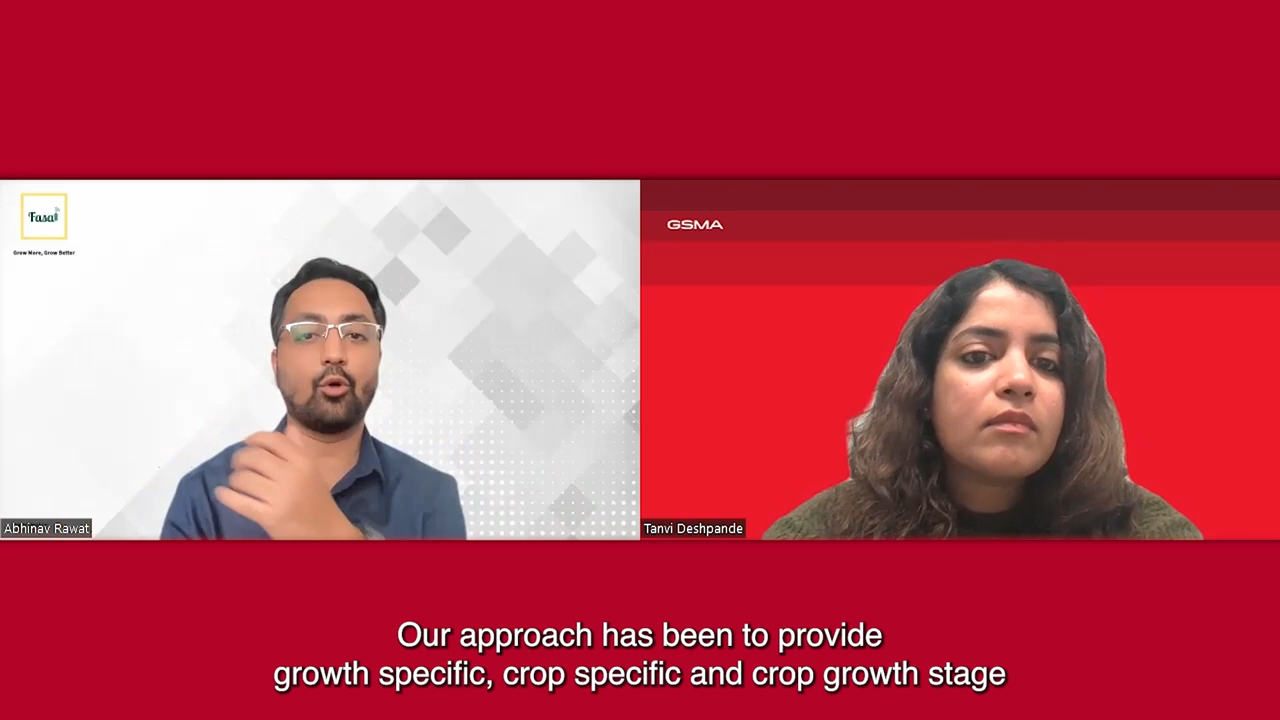 Fasal
Grow More, Grow Better
GSMA
Abhinav Rawat
Tanvi Deshpande
Our approach has been to provide
growth specific, crop specific and crop growth stage